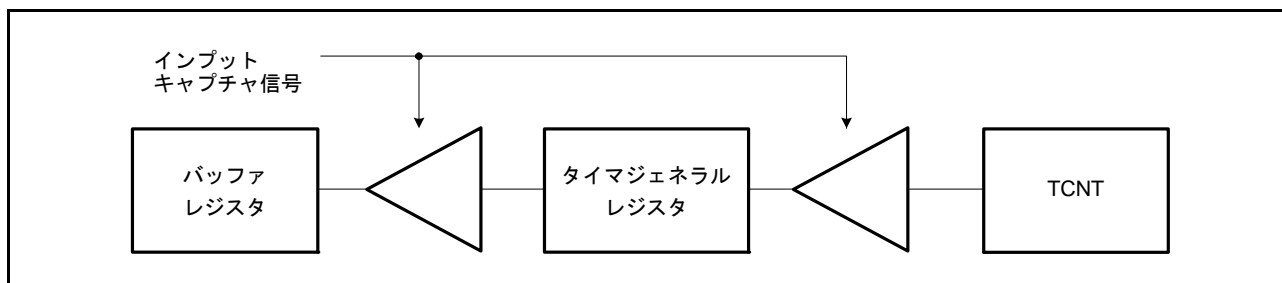 インプット
キャプチャ信号
バッファ
レジスタ
タイマジェネラル
レジスタ
TCNT